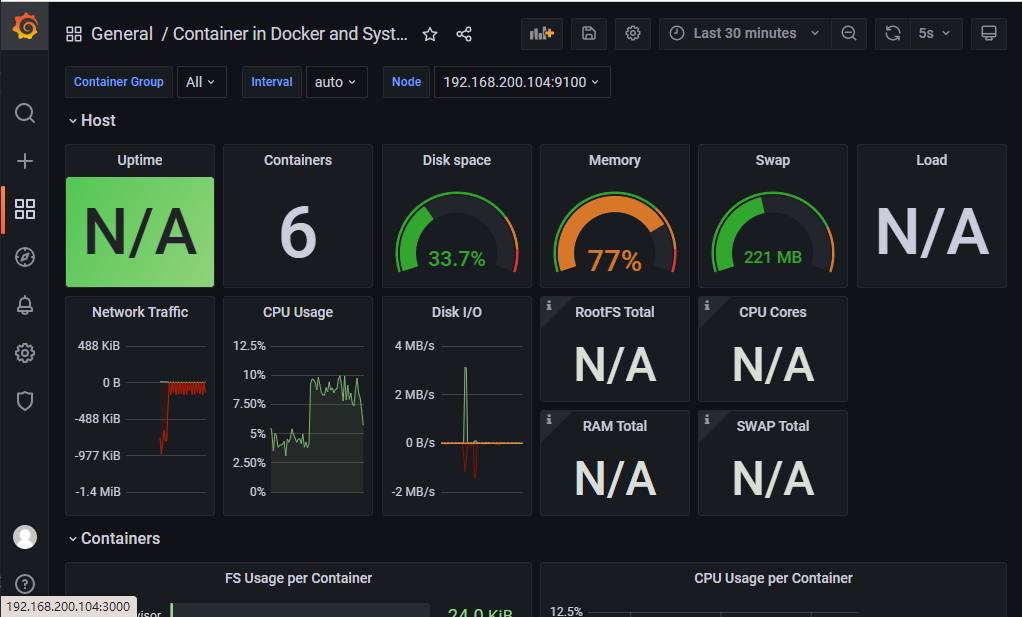 General / Container in Docker and Syst...
Last 30 minutes
5s
Container Group
All
Interval
auto
Node
192.168.200.104:9100
Host
Uptime
Containers
Disk space
Memory
Swap
Load
N/A
6
33.7%
77%
221 MB
N/A
Network Traffic
488 KiB
0 B
-488 KiB
-977 KiB
-1.4 MiB
CPU Usage
12.5%
10%
7.50%
5%
2.50%
0%
Disk I/O
4 MB/s
2 MB/s
0 B/s
-2 MB/s
RootFS Total
N/A
CPU Cores
N/A
RAM Total
N/A
SWAP Total
N/A
Containers
FS Usage per Container
CPU Usage per Container
24.0 KiB
12.5%
192.168.200.104:3000